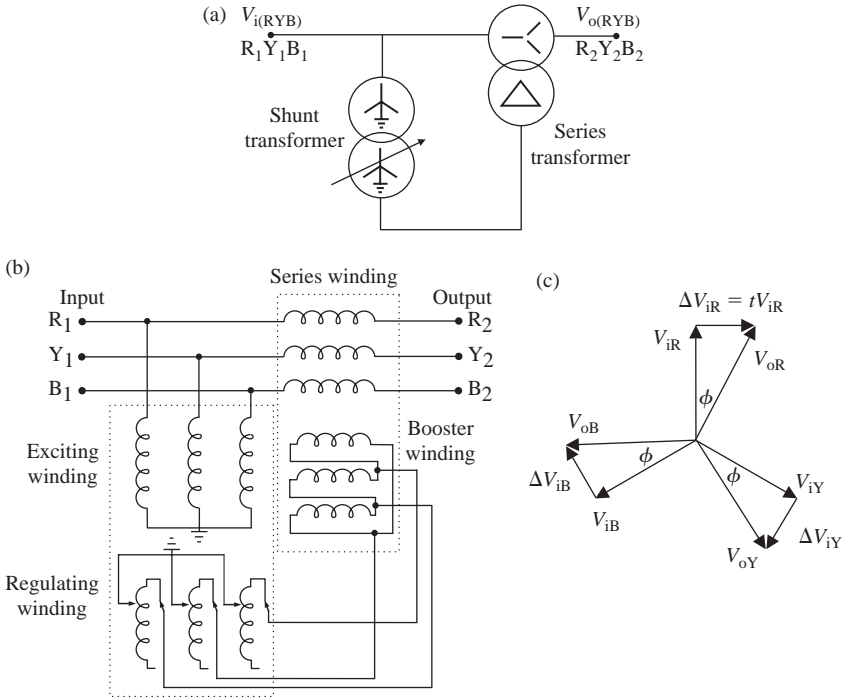 (a)
V_i(RYB)
V_o(RYB)
R₁Y₁B₁
R₂Y₂B₂
Shunt
transformer
Series
transformer
(b)
Series winding
Input
Output
R₁
R₂
Y₁
Y₂
B₁
B₂
Exciting
winding
Booster
winding
Regulating
winding
(c)
ΔV_iR = tV_iR
V_iR
V_oR
ϕ
V_oB
ϕ
ϕ
ΔV_iB
V_iY
V_iB
V_oY
ΔV_iY